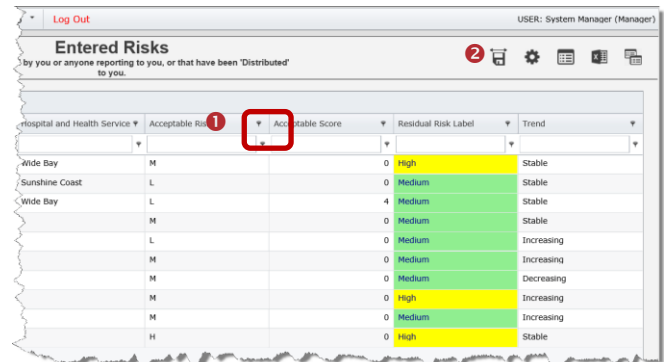 Log Out
USER: System Manager (Manager)
Entered Risks
by you or anyone reporting to you, or that have been 'Distributed'
to you.
2
1
Hospital and Health Service Acceptable Ris Acceptable Score Residual Risk Label Trend
Wide Bay M 0 High Stable
Sunshine Coast L 0 Medium Stable
Wide Bay L 4 Medium Stable
M 0 Medium Stable
L 0 Medium Increasing
M 0 Medium Increasing
M 0 Medium Decreasing
M 0 High Increasing
M 0 Medium Increasing
H 0 High Stable